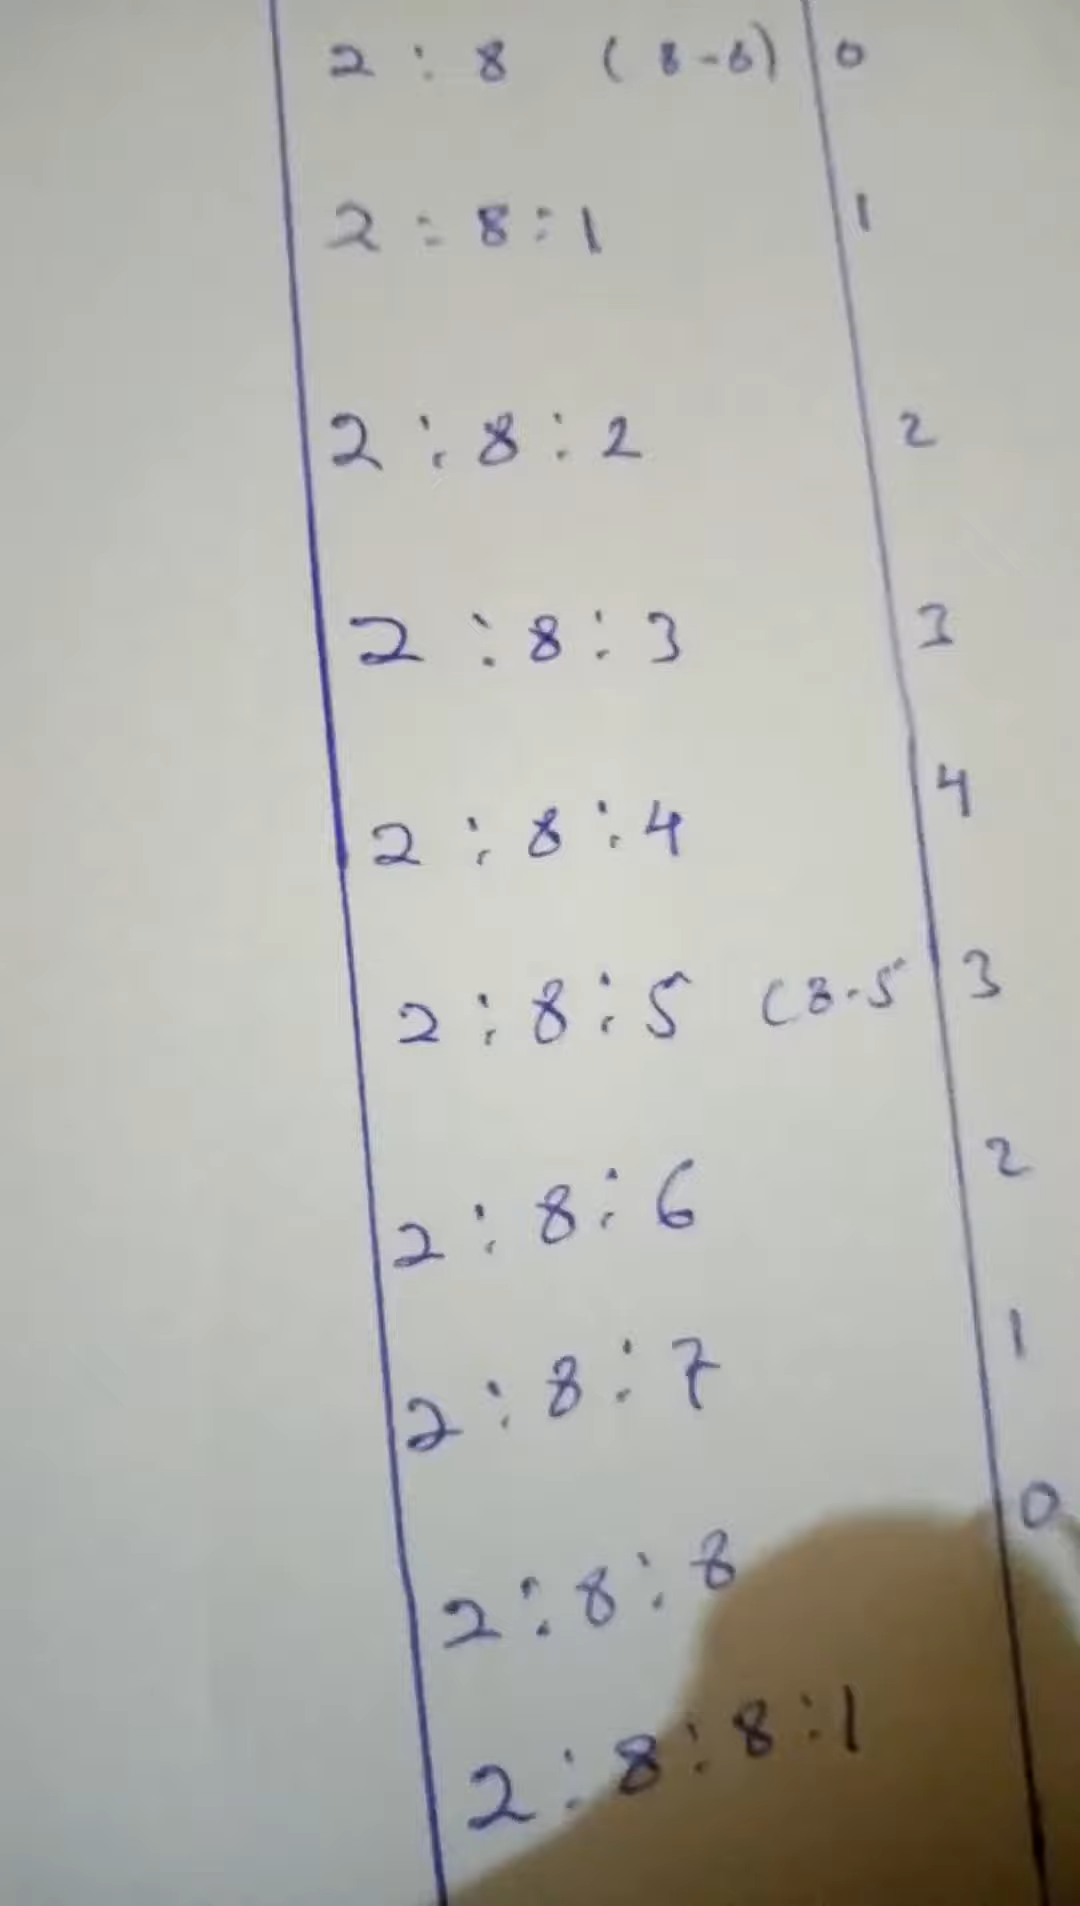 2 : 8 (8-8) 0
2 : 8 : 1 1
2 : 8 : 2 2
2 : 8 : 3 3
2 : 8 : 4 4
2 : 8 : 5 (8-5 3
2 : 8 : 6 2
2 : 8 : 7 1
2 : 8 : 8 0
2 : 8 : 8 : 1